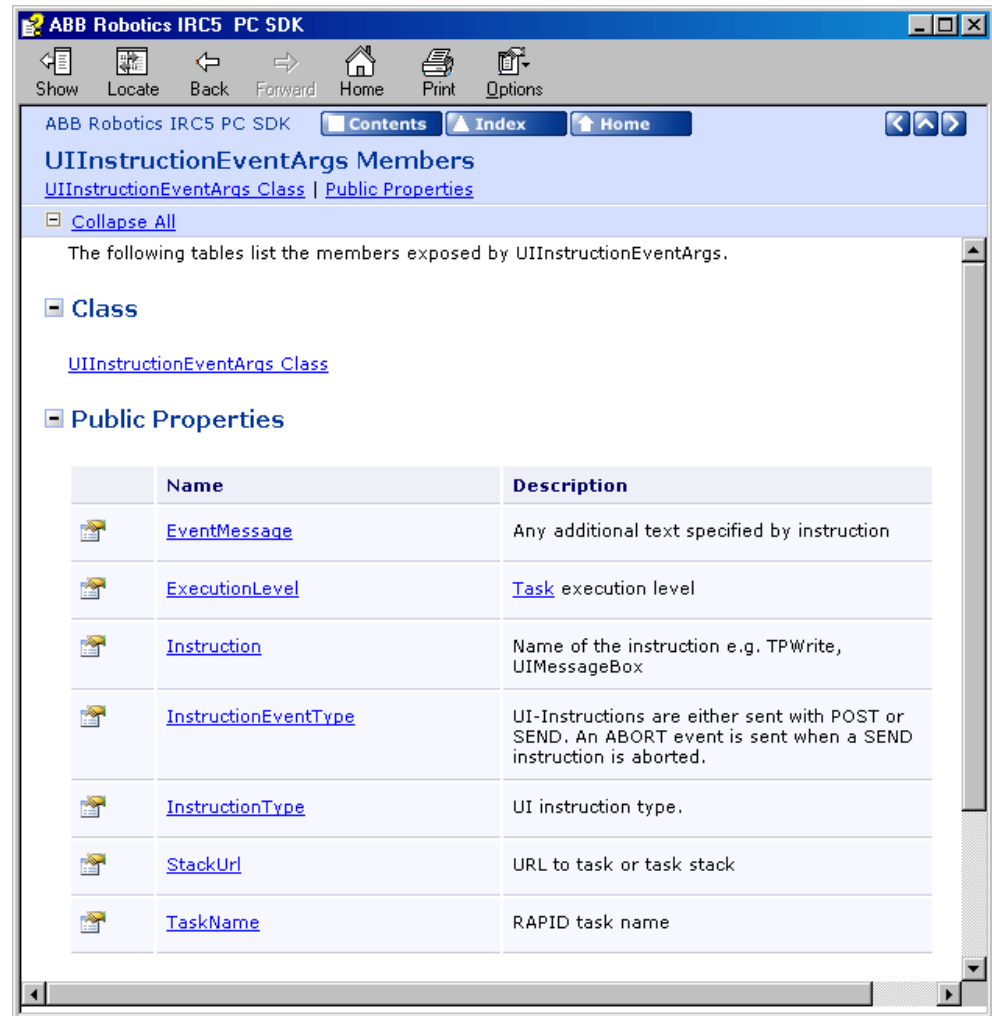 ABB Robotics IRC5 PC SDK
Show Locate Back Forward Home Print Options
ABB Robotics IRC5 PC SDK Contents Index Home
UIInstructionEventArgs Members
UIInstructionEventArgs Class | Public Properties
Collapse All
The following tables list the members exposed by UIInstructionEventArgs.
Class
UIInstructionEventArgs Class
Public Properties
Name Description
EventMessage Any additional text specified by instruction
ExecutionLevel Task execution level
Instruction Name of the instruction e.g. TPWrite,
UIMessageBox
InstructionEventType UI-Instructions are either sent with POST or
SEND. An ABORT event is sent when a SEND
instruction is aborted.
InstructionType UI instruction type.
StackUrl URL to task or task stack
TaskName RAPID task name